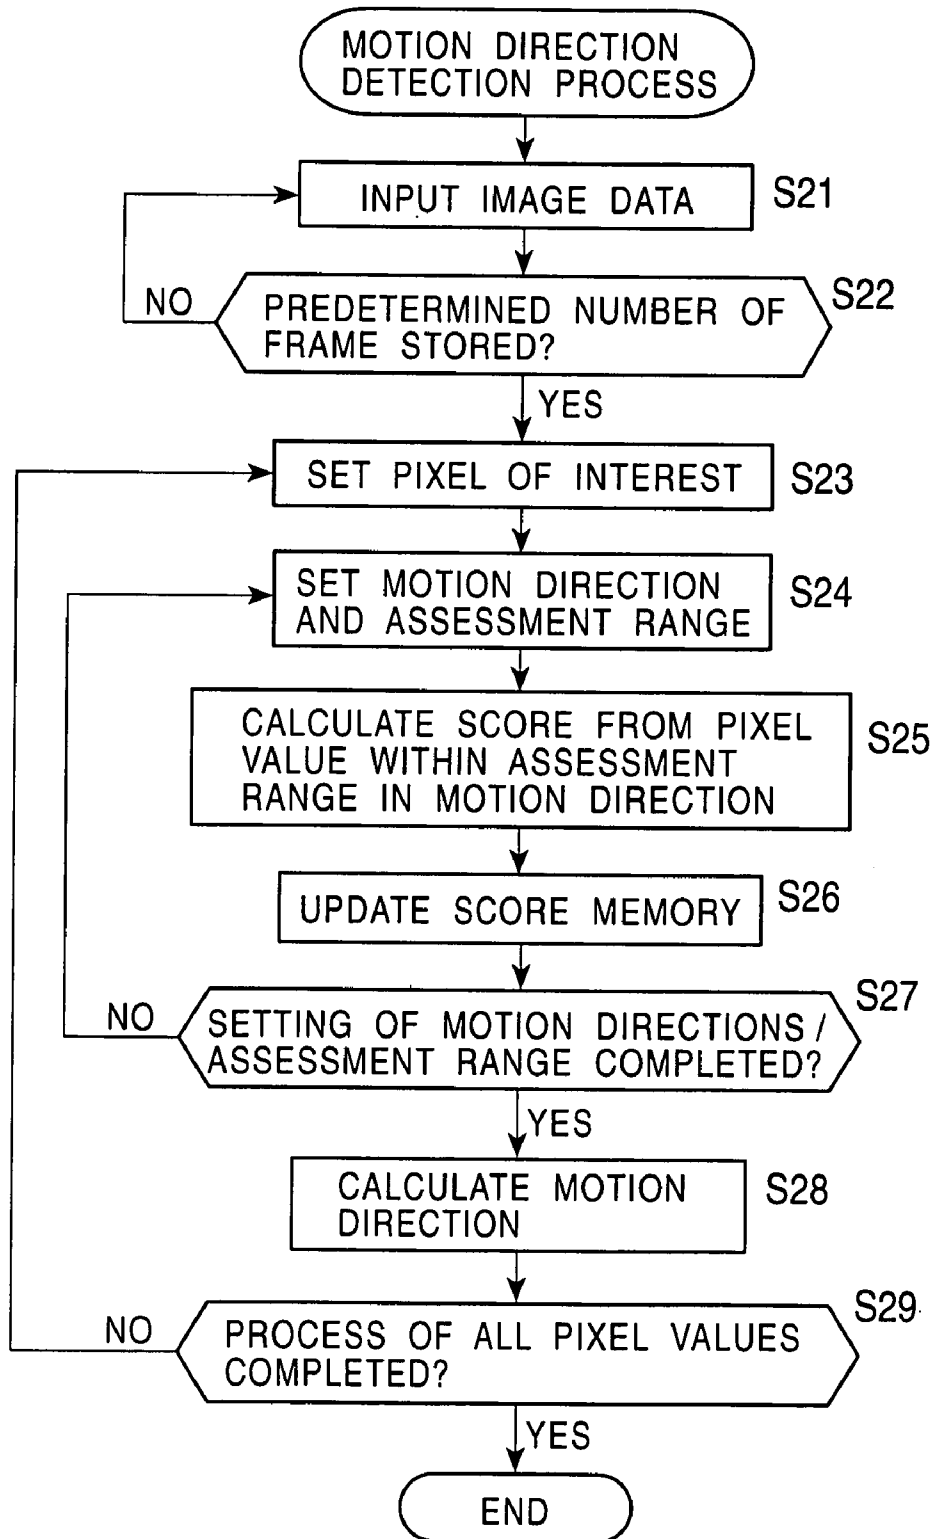 MOTION DIRECTION
DETECTION PROCESS
INPUT IMAGE DATA
S21
PREDETERMINED NUMBER OF
FRAME STORED?
S22
NO
YES
SET PIXEL OF INTEREST
S23
SET MOTION DIRECTION
AND ASSESSMENT RANGE
S24
CALCULATE SCORE FROM PIXEL
VALUE WITHIN ASSESSMENT
RANGE IN MOTION DIRECTION
S25
UPDATE SCORE MEMORY
S26
SETTING OF MOTION DIRECTIONS /
ASSESSMENT RANGE COMPLETED?
S27
NO
YES
CALCULATE MOTION
DIRECTION
S28
PROCESS OF ALL PIXEL VALUES
COMPLETED?
S29
NO
YES
END